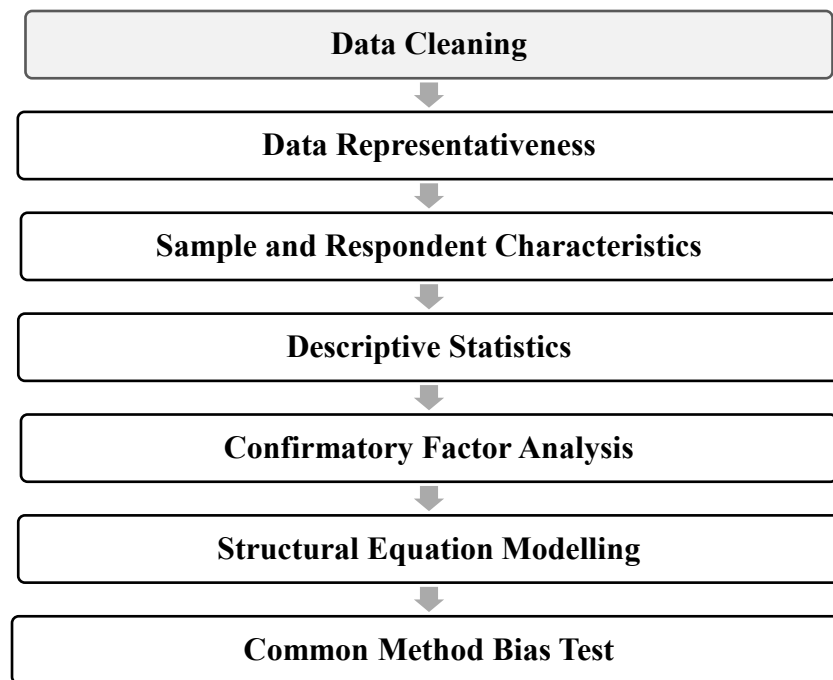 Data Cleaning
Data Representativeness
Sample and Respondent Characteristics
Descriptive Statistics
Confirmatory Factor Analysis
Structural Equation Modelling
Common Method Bias Test